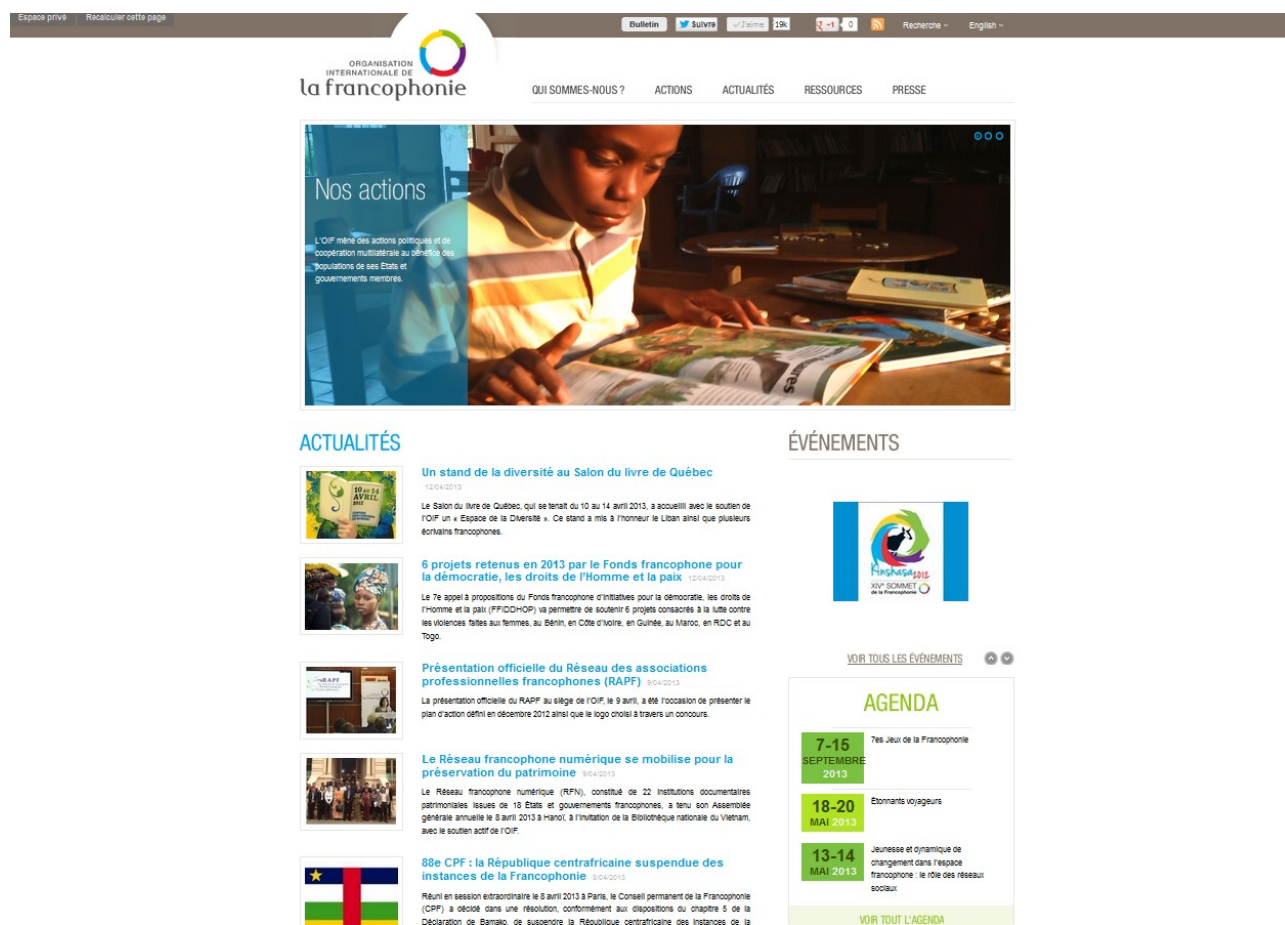 Espace privé
Recalculer cette page
Bulletin
Suivre
J'aime
19k
+1
0
Recherche
English
ORGANISATION
INTERNATIONALE DE
la francophonie
QUI SOMMES-NOUS ?
ACTIONS
ACTUALITÉS
RESSOURCES
PRESSE
Nos actions
L'OIF mène des actions politiques et de
coopération multilatérale au bénéfice des
populations de ses États et
gouvernements membres.
ACTUALITÉS
10 AU 14
AVRIL
Un stand de la diversité au Salon du livre de Québec
12/04/2013
Le Salon du livre de Québec, qui se tenait du 10 au 14 avril 2013, a accueilli avec le soutien de
l'OIF un « Espace de la Diversité ». Ce stand a mis à l'honneur le Liban ainsi que plusieurs
écrivains francophones.
6 projets retenus en 2013 par le Fonds francophone pour
la démocratie, les droits de l'Homme et la paix 12/04/2013
Le 7e appel à propositions du Fonds francophone d'initiatives pour la démocratie, les droits de
l'Homme et la paix (FFIDDHOP) va permettre de soutenir 6 projets consacrés à la lutte contre
les violences faites aux femmes, au Bénin, en Côte d'Ivoire, en Guinée, au Maroc, en RDC et au
Togo.
RAPF
Présentation officielle du Réseau des associations
professionnelles francophones (RAPF) 9/04/2013
La présentation officielle du RAPF au siège de l'OIF, le 9 avril, a été l'occasion de présenter le
plan d'action défini en décembre 2012 ainsi que le logo choisi à travers un concours.
Le Réseau francophone numérique se mobilise pour la
préservation du patrimoine 9/04/2013
Le Réseau francophone numérique (RFN), constitué de 22 institutions documentaires
patrimoniales issues de 18 États et gouvernements francophones, a tenu son Assemblée
générale annuelle le 8 avril 2013 à Hanoï, à l'invitation de la Bibliothèque nationale du Vietnam,
avec le soutien actif de l'OIF.
88e CPF : la République centrafricaine suspendue des
instances de la Francophonie 8/04/2013
Réuni en session extraordinaire le 8 avril 2013 à Paris, le Conseil permanent de la Francophonie
(CPF) a décidé dans une résolution, conformément aux dispositions du chapitre 5 de la
Déclaration de Bamako, de suspendre la République centrafricaine des instances de la
ÉVÉNEMENTS
Kinshasa 2012
XIVe SOMMET
de la Francophonie
VOIR TOUS LES ÉVÉNEMENTS
AGENDA
7-15
SEPTEMBRE
2013
7es Jeux de la Francophonie
18-20
MAI 2013
Étonnants voyageurs
13-14
MAI 2013
Jeunesse et dynamique de
changement dans l'espace
francophone : le rôle des réseaux
sociaux
VOIR TOUT L'AGENDA